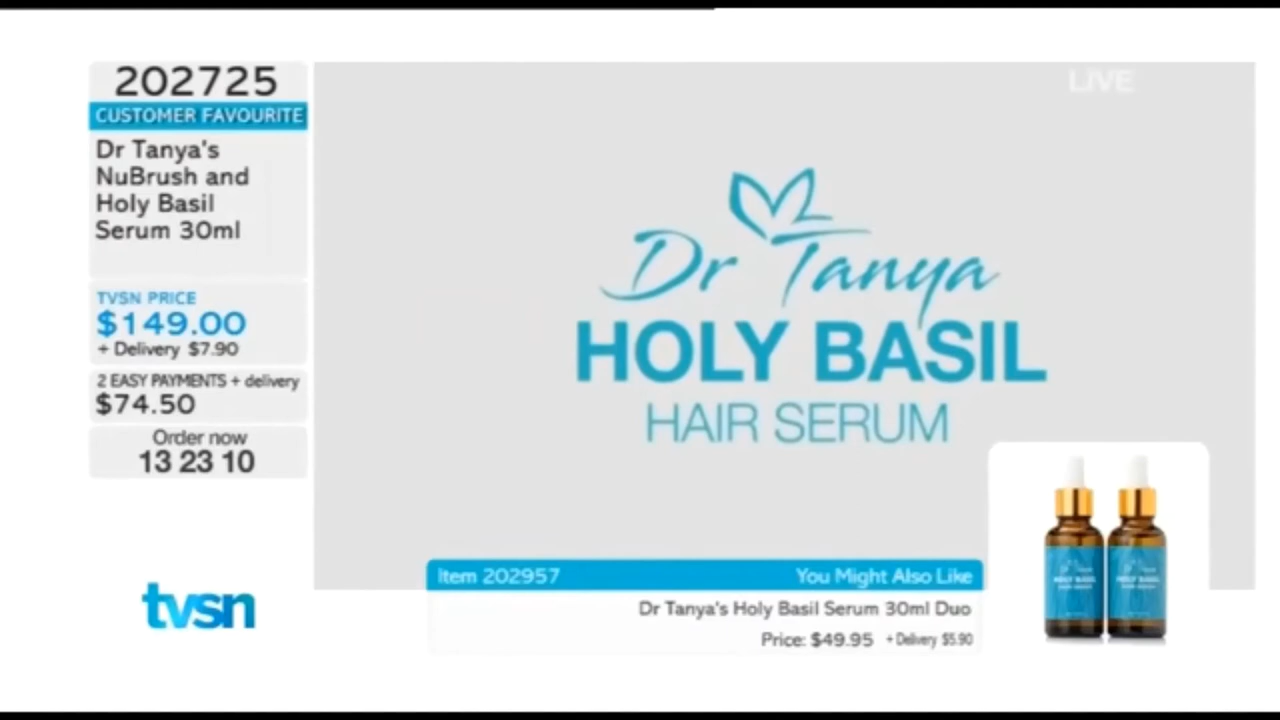 202725
CUSTOMER FAVOURITE
Dr Tanya's
NuBrush and
Holy Basil
Serum 30ml
TVSN PRICE
$149.00
+ Delivery $7.90
2 EASY PAYMENTS + delivery
$74.50
Order now
13 23 10
tvsn
LIVE
Dr Tanya
HOLY BASIL
HAIR SERUM
Item 202957 You Might Also Like
Dr Tanya's Holy Basil Serum 30ml Duo
Price: $49.95 + Delivery $5.90